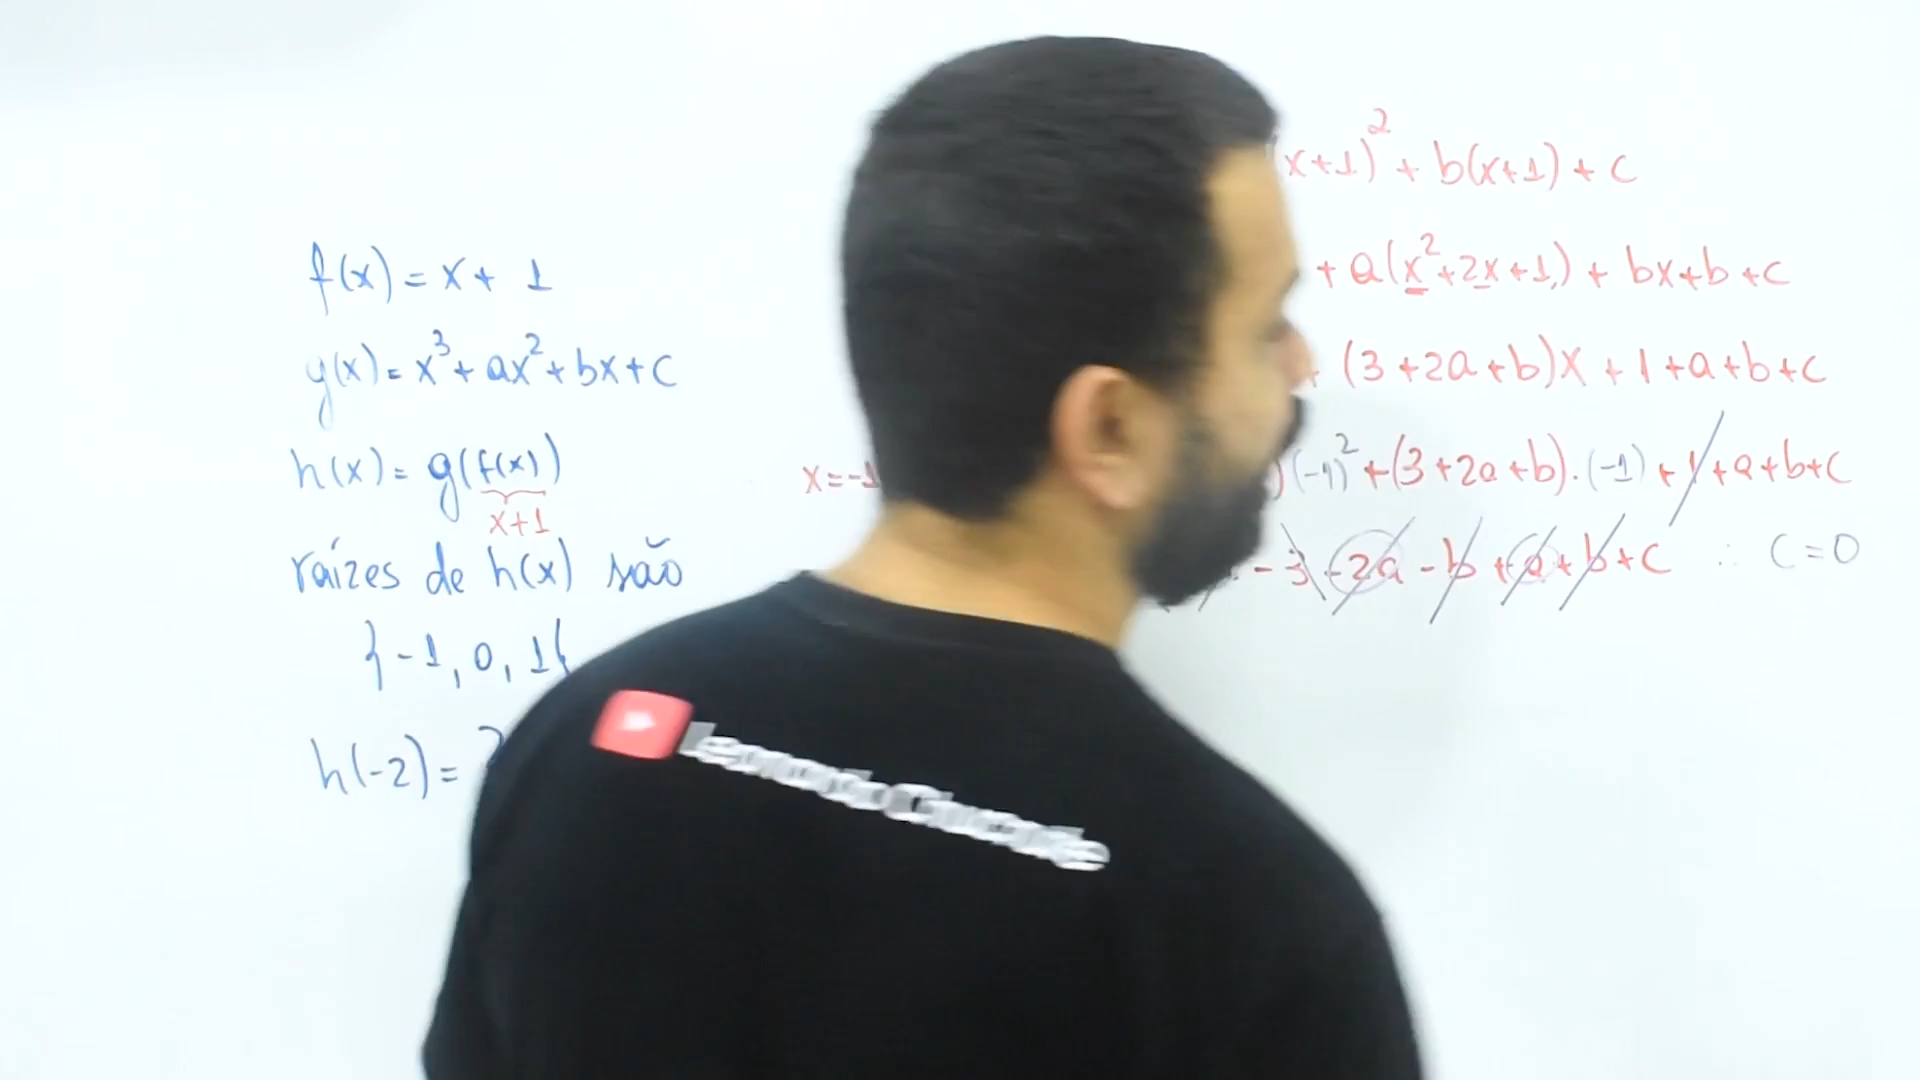 f(x) = x + 1
g(x) = x³ + ax² + bx + c
h(x) = g(f(x))
x+1
raízes de h(x) são
}-1, 0, 1{
h(-2) = ?
x+1)² + b(x+1) + c
+ a(x²+2x+1) + bx+b+c
(3+2a+b)x + 1+a+b+c
x=-1
)(-1)² + (3+2a+b).(-1) + 1 + a+b+c
- 3 - 2a - b + a + b + c ∴ c=0